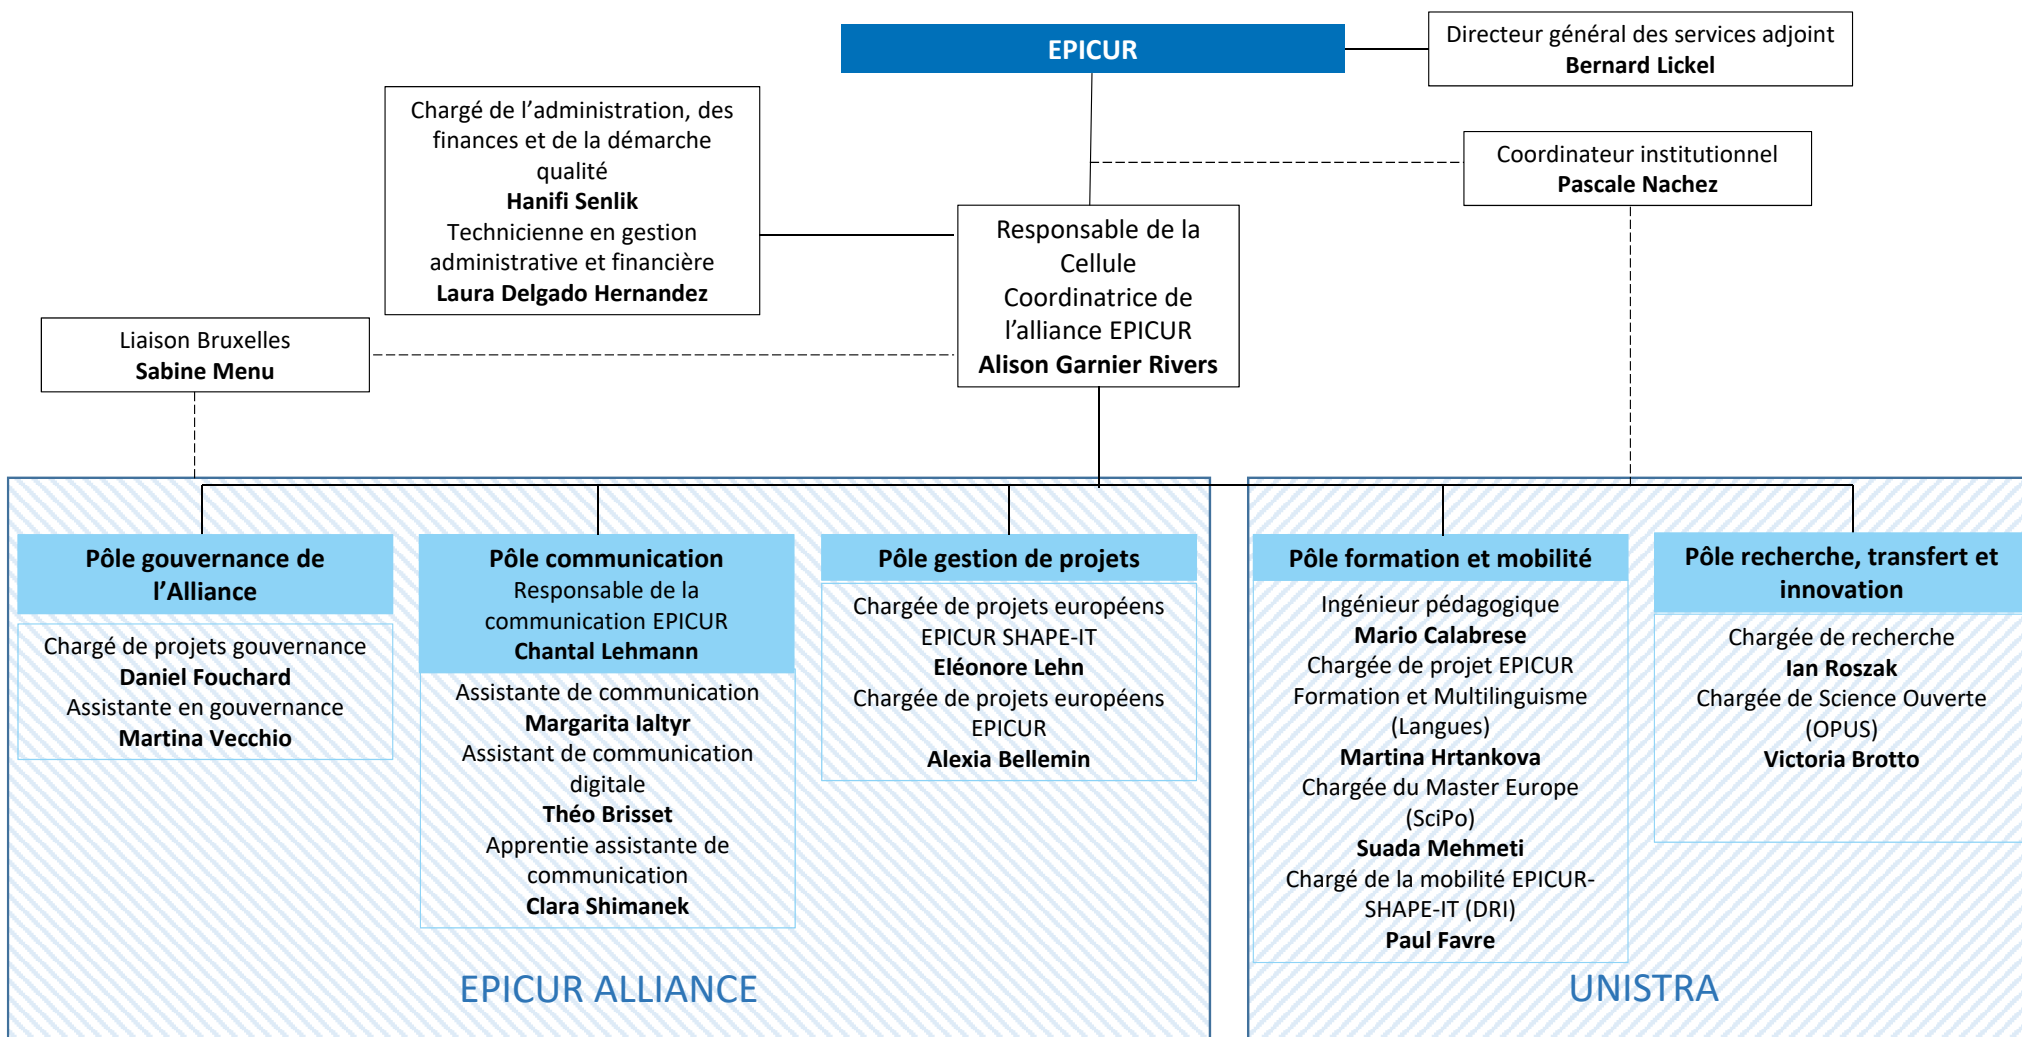 EPICUR
Directeur général des services adjoint
Bernard Lickel
Chargé de l’administration, des
finances et de la démarche
qualité
Hanifi Senlik
Technicienne en gestion
administrative et financière
Laura Delgado Hernandez
Coordinateur institutionnel
Pascale Nachez
Responsable de la
Cellule
Coordinatrice de
l’alliance EPICUR
Alison Garnier Rivers
Liaison Bruxelles
Sabine Menu
Pôle gouvernance de
l’Alliance
Chargé de projets gouvernance
Daniel Fouchard
Assistante en gouvernance
Martina Vecchio
Pôle communication
Responsable de la
communication EPICUR
Chantal Lehmann
Assistante de communication
Margarita Ialtyr
Assistant de communication
digitale
Théo Brisset
Apprentie assistante de
communication
Clara Shimanek
Pôle gestion de projets
Chargée de projets européens
EPICUR SHAPE-IT
Eléonore Lehn
Chargée de projets européens
EPICUR
Alexia Bellemin
Pôle formation et mobilité
Ingénieur pédagogique
Mario Calabrese
Chargée de projet EPICUR
Formation et Multilinguisme
(Langues)
Martina Hrtankova
Chargée du Master Europe
(SciPo)
Suada Mehmeti
Chargé de la mobilité EPICUR-
SHAPE-IT (DRI)
Paul Favre
Pôle recherche, transfert et
innovation
Chargée de recherche
Ian Roszak
Chargée de Science Ouverte
(OPUS)
Victoria Brotto
EPICUR ALLIANCE
UNISTRA